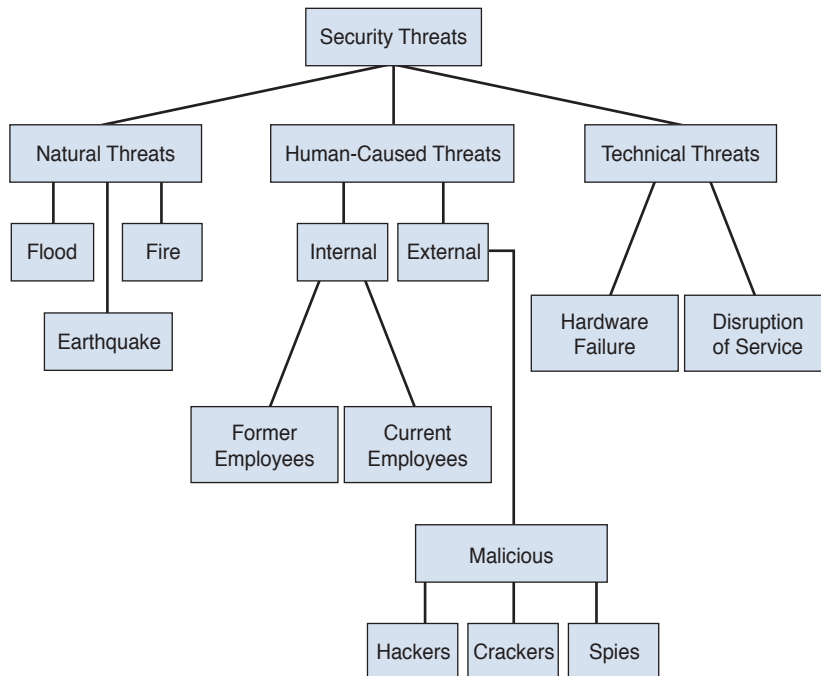 Security Threats
Natural Threats
Human-Caused Threats
Technical Threats
Flood
Fire
Internal
External
Earthquake
Hardware
Failure
Disruption
of Service
Former
Employees
Current
Employees
Malicious
Hackers
Crackers
Spies